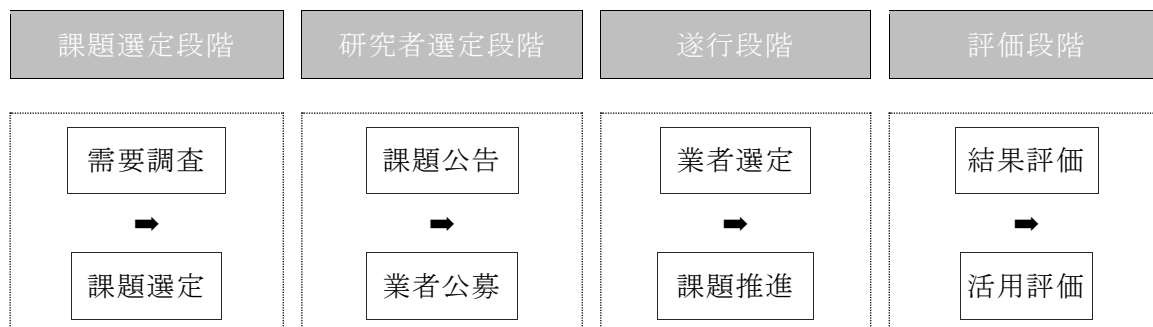 課題選定段階 研究者選定段階 遂行段階 評価段階
需要調査 課題公告 業者選定 結果評価
➡ ➡ ➡ ➡
課題選定 業者公募 課題推進 活用評価